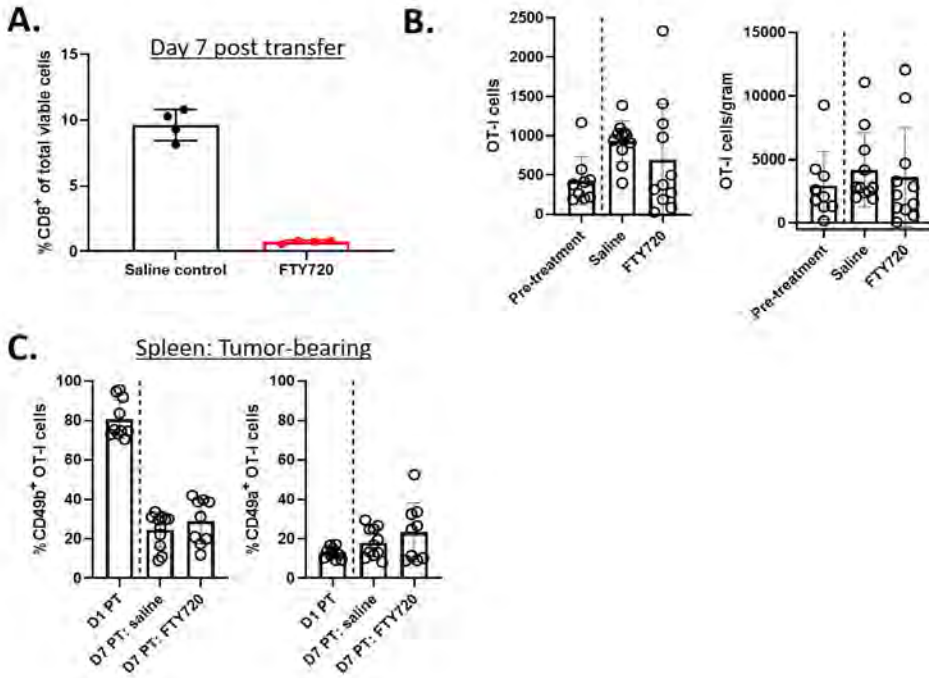 A.
Day 7 post transfer
%CD8+ of total viable cells
15
10
5
0
Saline control
FTY720
B.
OT-I cells
2500
2000
1500
1000
500
0
Pre-treatment
Saline
FTY720
OT-I cells/gram
15000
10000
5000
0
Pre-treatment
Saline
FTY720
C.
Spleen: Tumor-bearing
%CD49b+ OT-I cells
100
80
60
40
20
0
D1 PT
D7 PT: saline
D7 PT: FTY720
%CD49a+ OT-I cells
100
80
60
40
20
0
D1 PT
D7 PT: saline
D7 PT: FTY720